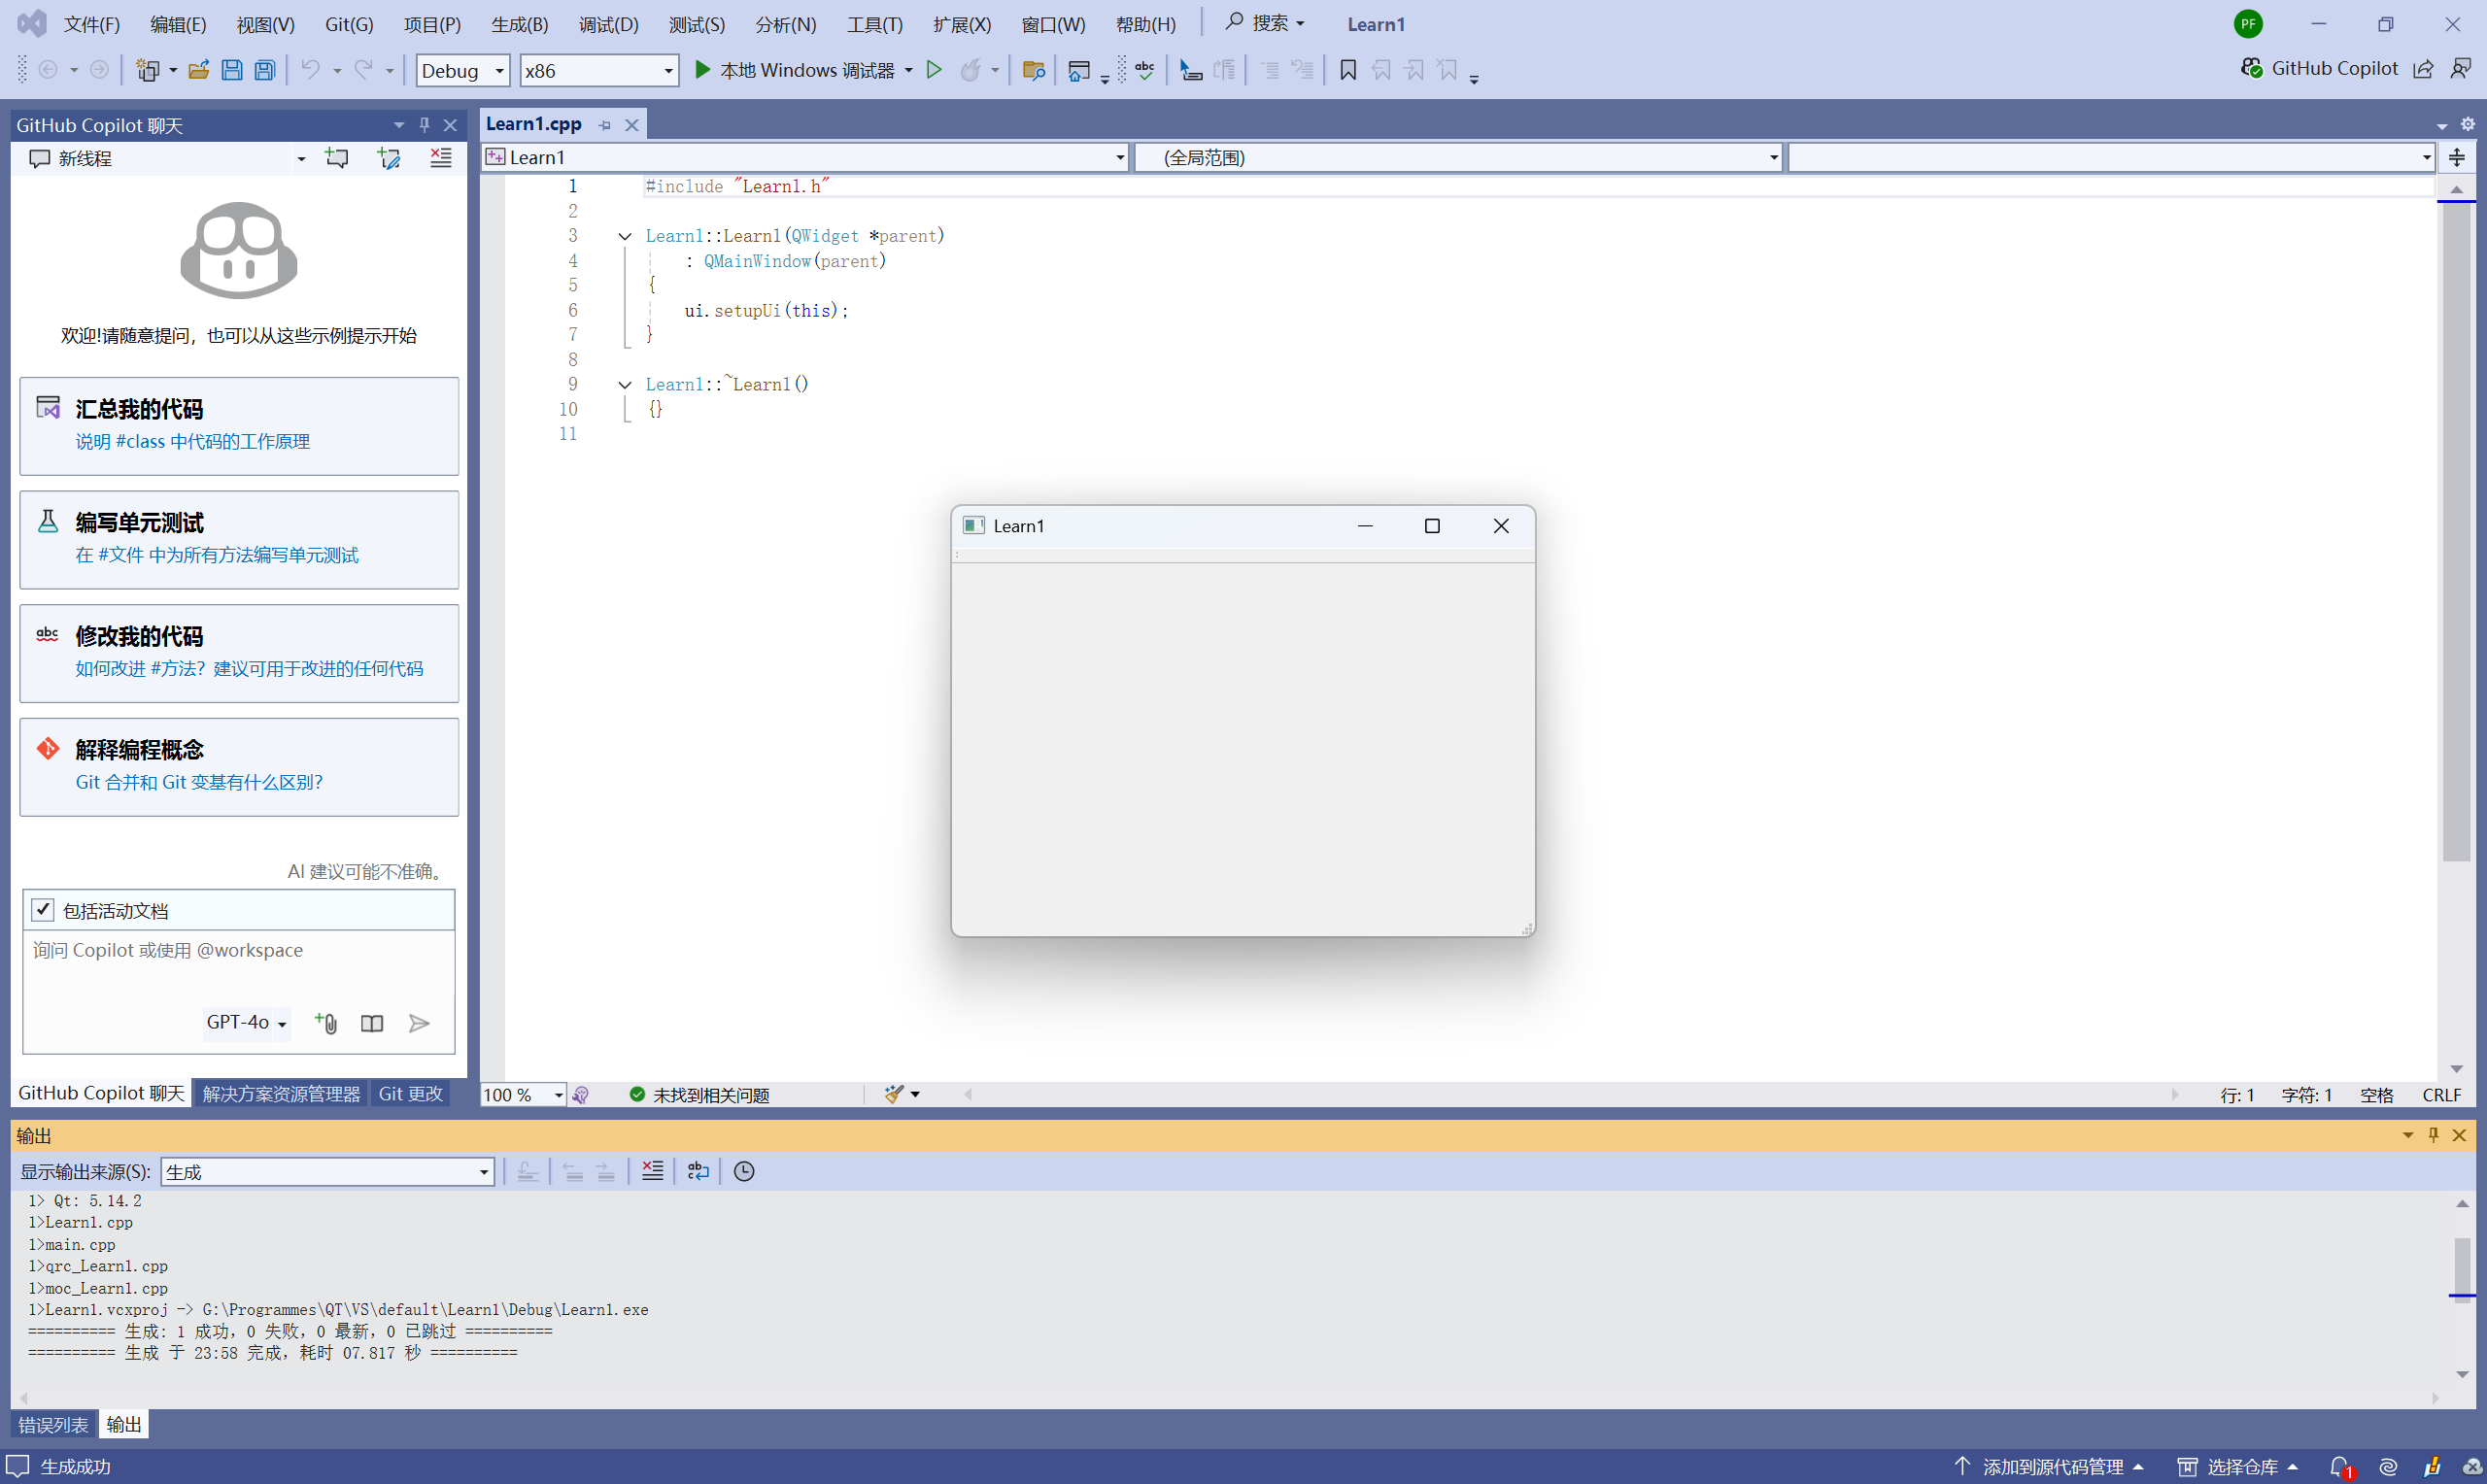 文件(F) 编辑(E) 视图(V) Git(G) 项目(P) 生成(B) 调试(D) 测试(S) 分析(N) 工具(T) 扩展(X) 窗口(W) 帮助(H) 搜索 Learn1 PF
Debug x86 本地 Windows 调试器 abc GitHub Copilot
GitHub Copilot 聊天
新线程
欢迎!请随意提问，也可以从这些示例提示开始
汇总我的代码
说明 #class 中代码的工作原理
编写单元测试
在 #文件 中为所有方法编写单元测试
abc 修改我的代码
如何改进 #方法? 建议可用于改进的任何代码
解释编程概念
Git 合并和 Git 变基有什么区别?
AI 建议可能不准确。
包括活动文档
询问 Copilot 或使用 @workspace
GPT-4o
GitHub Copilot 聊天 解决方案资源管理器 Git 更改
Learn1.cpp
Learn1 (全局范围)
1 #include "Learn1.h"
2
3 Learn1::Learn1(QWidget *parent)
4 : QMainWindow(parent)
5 {
6 ui.setupUi(this);
7 }
8
9 Learn1::~Learn1()
10 {}
11
Learn1
100 % 未找到相关问题 行: 1 字符: 1 空格 CRLF
输出
显示输出来源(S): 生成
1> Qt: 5.14.2
1>Learn1.cpp
1>main.cpp
1>qrc_Learn1.cpp
1>moc_Learn1.cpp
1>Learn1.vcxproj -> G:\Programmes\QT\VS\default\Learn1\Debug\Learn1.exe
========== 生成: 1 成功，0 失败，0 最新，0 已跳过 ==========
========== 生成 于 23:58 完成，耗时 07.817 秒 ==========
错误列表 输出
生成成功 添加到源代码管理 选择仓库 1